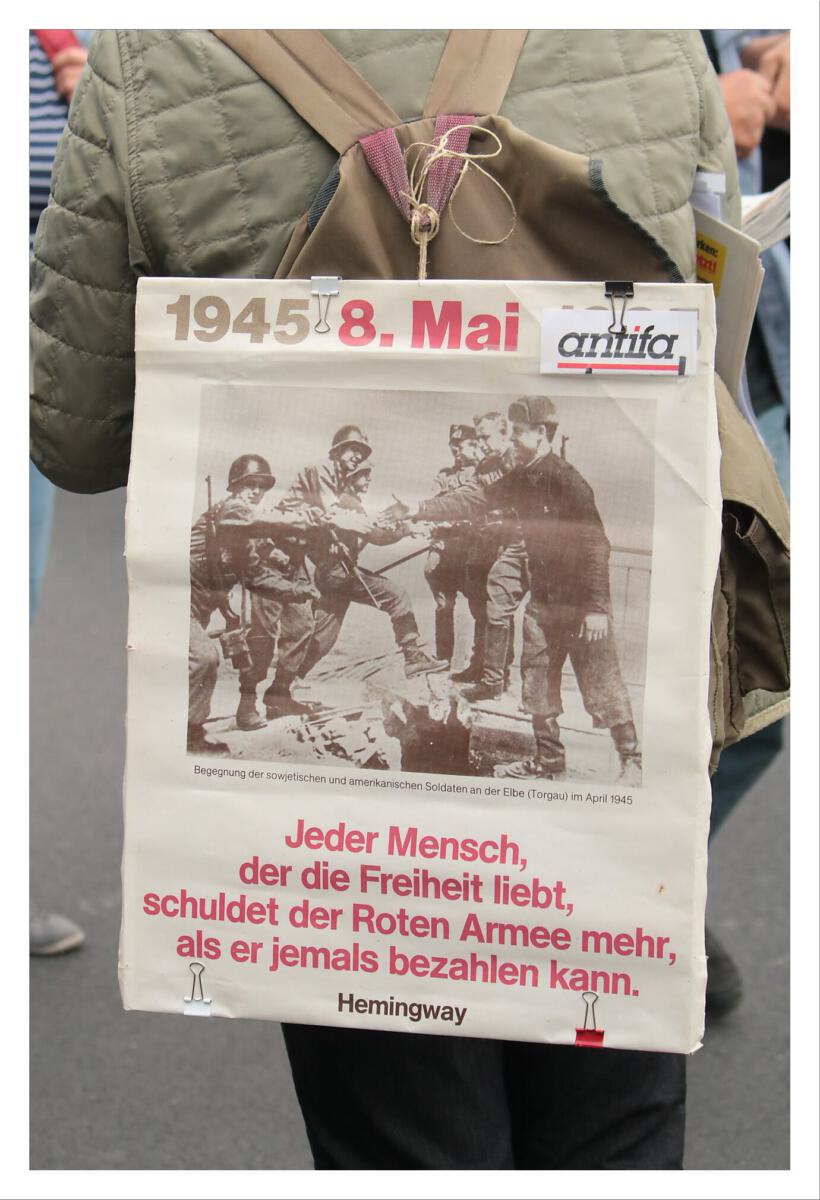 1945 8. Mai
antifa
Begegnung der sowjetischen und amerikanischen Soldaten an der Elbe (Torgau) im April 1945
Jeder Mensch,
der die Freiheit liebt,
schuldet der Roten Armee mehr,
als er jemals bezahlen kann.
Hemingway